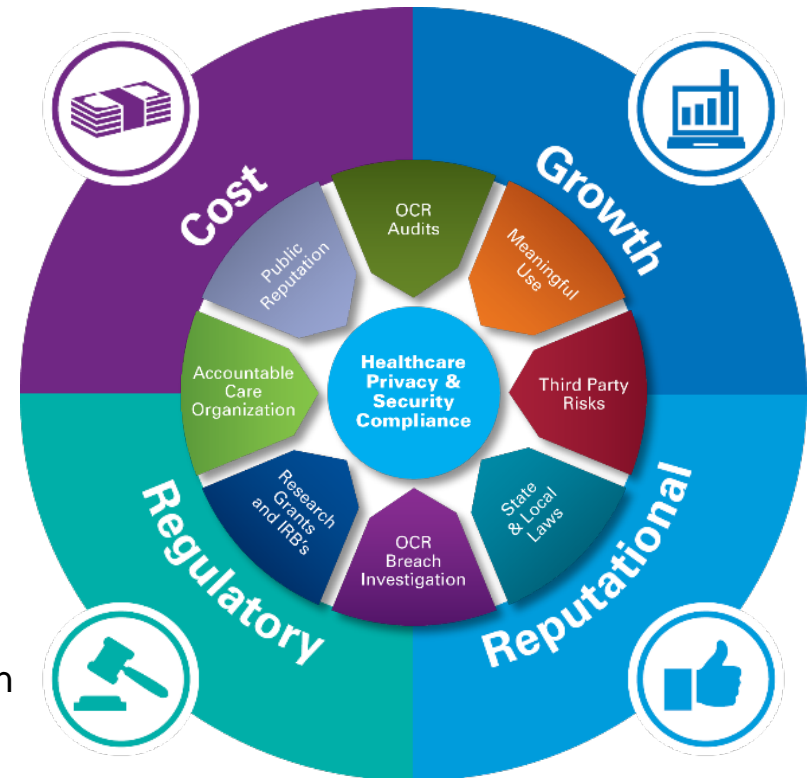 Cost
Growth
OCR
Audits
Public
Reputation
Meaningful
Use
Accountable
Care
Organization
Healthcare
Privacy &
Security
Compliance
Third Party
Risks
Research
Grants
and IRB's
State
& Local
Laws
OCR
Breach
Investigation
Regulatory
Reputational
n